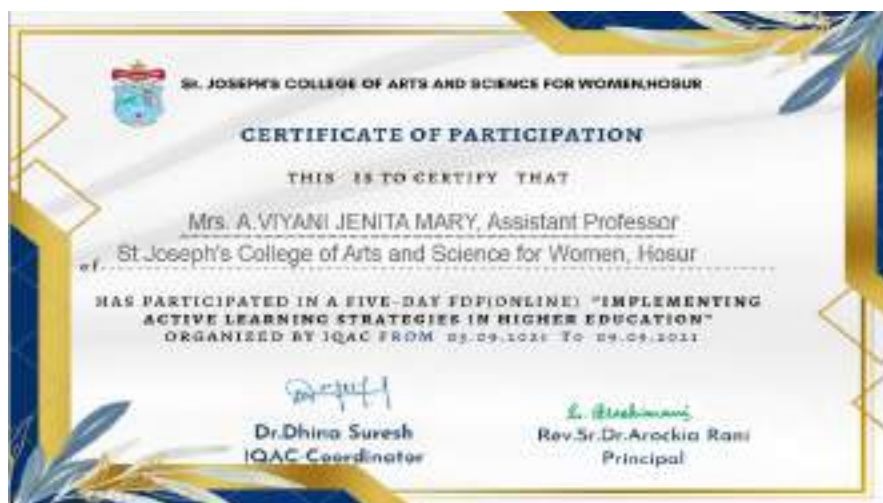 St. JOSEPH'S COLLEGE OF ARTS AND SCIENCE FOR WOMEN,HOSUR
CERTIFICATE OF PARTICIPATION
THIS IS TO CERTIFY THAT
Mrs. A.VIYANI JENITA MARY, Assistant Professor
of St.Joseph's College of Arts and Science for Women, Hosur
HAS PARTICIPATED IN A FIVE-DAY FDP(ONLINE) "IMPLEMENTING
ACTIVE LEARNING STRATEGIES IN HIGHER EDUCATION"
ORGANIZED BY IQAC FROM To
Dr.Dhina Suresh
IQAC Coordinator
Rev.Sr.Dr.Arockia Rani
Principal